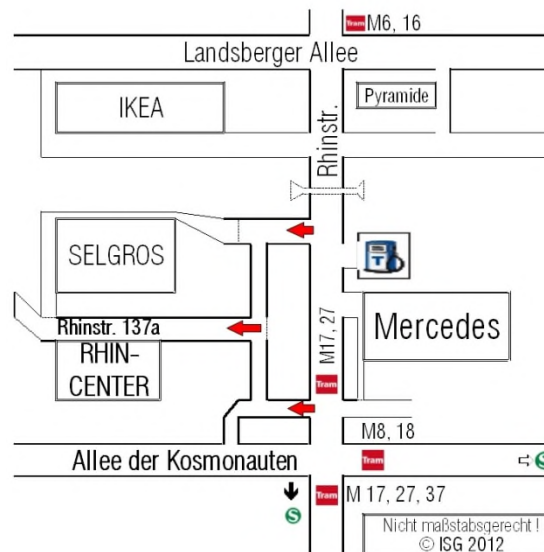 Tram M6, 16
Landsberger Allee
IKEA
Pyramide
Rhinstr.
SELGROS
T
Rhinstr. 137a
M17, 27
Mercedes
RHIN-
CENTER
Tram
M8, 18
Allee der Kosmonauten
Tram
S
S
Tram M 17, 27, 37
Nicht maßstabsgerecht !
© ISG 2012